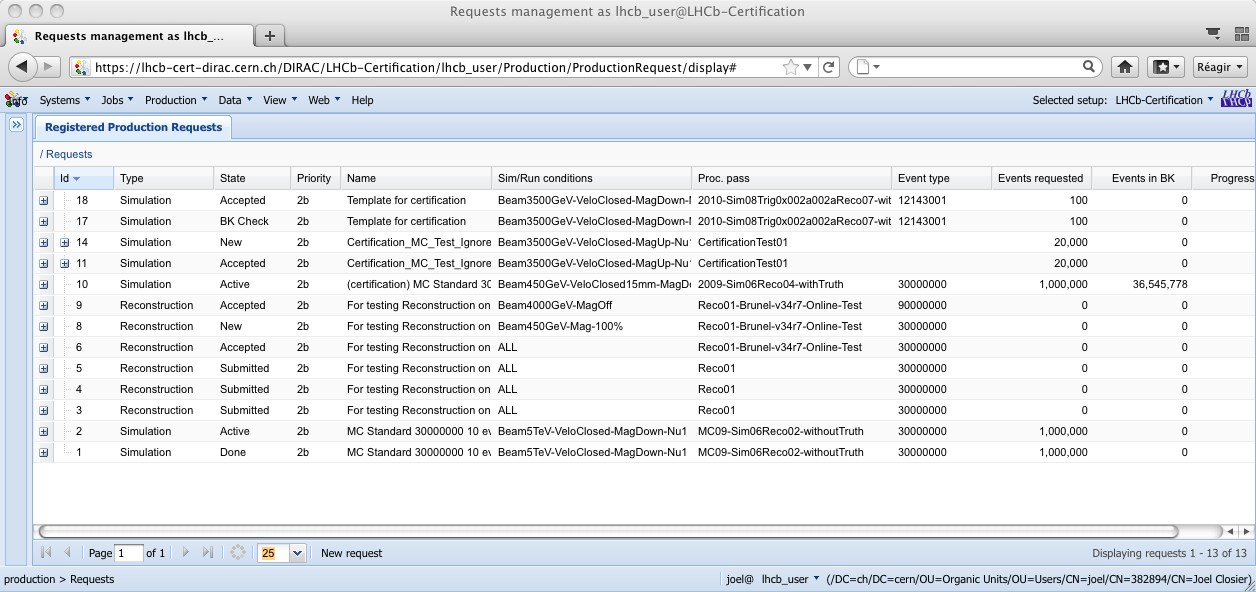 Requests management as lhcb_user@LHCb-Certification
Requests management as lhcb_...
https://lhcb-cert-dirac.cern.ch/DIRAC/LHCb-Certification/lhcb_user/Production/ProductionRequest/display# Réagir
Info Systems Jobs Production Data View Web Help Selected setup: LHCb-Certification LHCb
Registered Production Requests
/ Requests
Id Type State Priority Name Sim/Run conditions Proc. pass Event type Events requested Events in BK Progress
18 Simulation Accepted 2b Template for certification Beam3500GeV-VeloClosed-MagDown-N 2010-Sim08Trig0x002a002aReco07-wit 12143001 100 0
17 Simulation BK Check 2b Template for certification Beam3500GeV-VeloClosed-MagDown-N 2010-Sim08Trig0x002a002aReco07-wit 12143001 100 0
14 Simulation New 2b Certification_MC_Test_Ignore Beam3500GeV-VeloClosed-MagUp-Nu1 CertificationTest01 20,000 0
11 Simulation Accepted 2b Certification_MC_Test_Ignore Beam3500GeV-VeloClosed-MagUp-Nu1 CertificationTest01 20,000 0
10 Simulation Active 2b (certification) MC Standard 30 Beam450GeV-VeloClosed15mm-MagDo 2009-Sim06Reco04-withTruth 30000000 1,000,000 36,545,778
9 Reconstruction Accepted 2b For testing Reconstruction on Beam4000GeV-MagOff Reco01-Brunel-v34r7-Online-Test 90000000 0 0
8 Reconstruction New 2b For testing Reconstruction on Beam450GeV-Mag-100% Reco01-Brunel-v34r7-Online-Test 30000000 0 0
6 Reconstruction Accepted 2b For testing Reconstruction on ALL Reco01-Brunel-v34r7-Online-Test 30000000 0 0
5 Reconstruction Submitted 2b For testing Reconstruction on ALL Reco01 30000000 0 0
4 Reconstruction Submitted 2b For testing Reconstruction on ALL Reco01 30000000 0 0
3 Reconstruction Submitted 2b For testing Reconstruction on ALL Reco01 30000000 0 0
2 Simulation Active 2b MC Standard 30000000 10 ev Beam5TeV-VeloClosed-MagDown-Nu1 MC09-Sim06Reco02-withoutTruth 30000000 1,000,000 0
1 Simulation Done 2b MC Standard 30000000 10 ev Beam5TeV-VeloClosed-MagDown-Nu1 MC09-Sim06Reco02-withoutTruth 30000000 1,000,000 0
Page 1 of 1 25 New request Displaying requests 1 - 13 of 13
production > Requests joel@ lhcb_user (/DC=ch/DC=cern/OU=Organic Units/OU=Users/CN=joel/CN=382894/CN=Joel Closier)